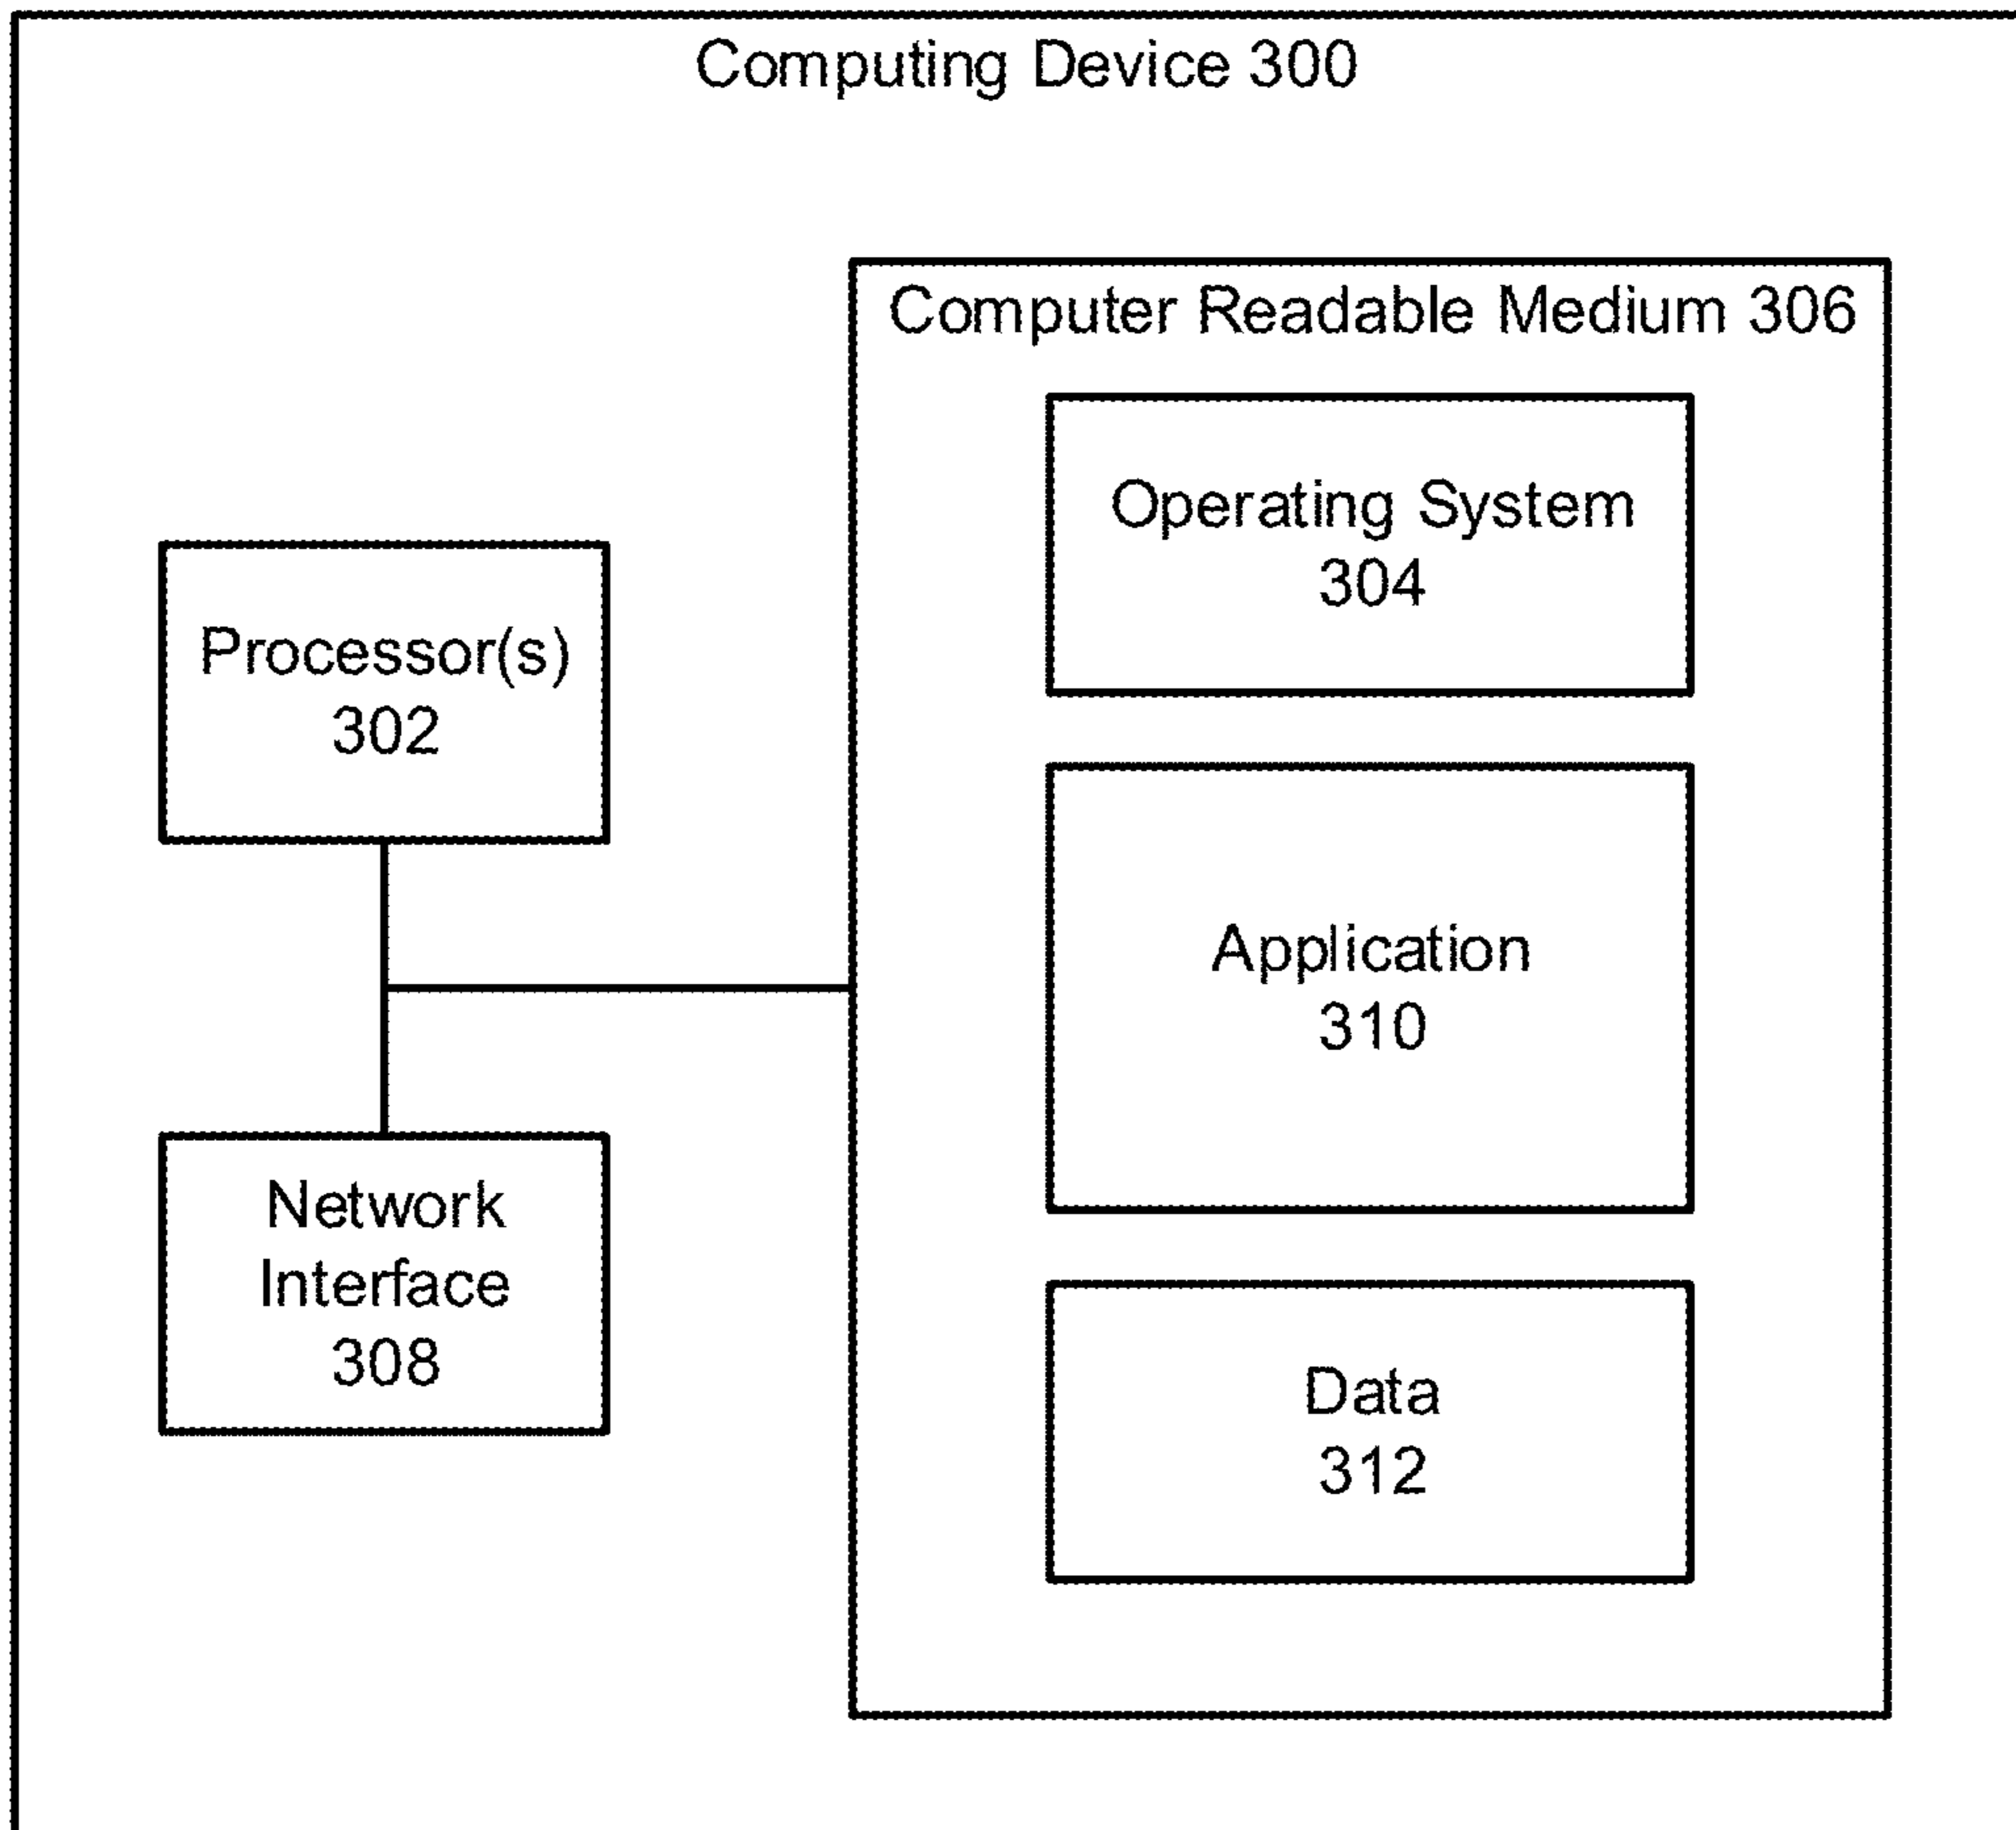 Computing Device 300
Computer Readable Medium 306
Operating System
304
Processor(s)
302
Application
310
Network
Interface
308
Data
312